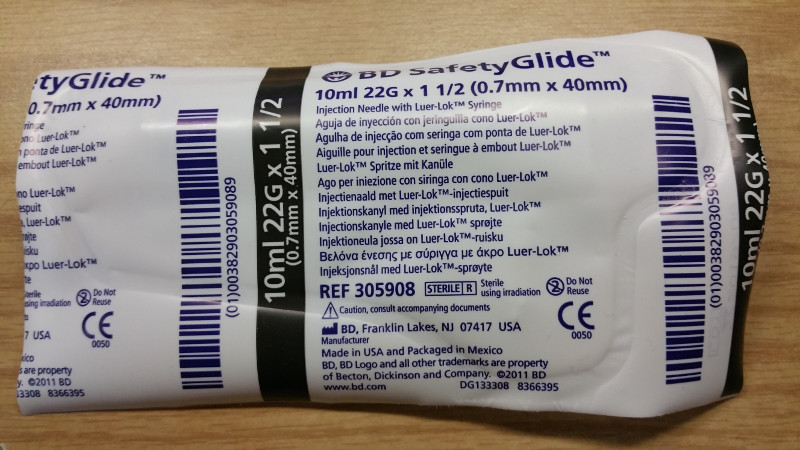 tyGlide™
(0.7mm x 40mm)
ringe
ono Luer-Lok™
ponta de Luer-Lok™
embout Luer-Lok™
no Luer-Lok™
espuit
, Luer-Lok™
røjte
uisku
κρο Luer-Lok™
te
Sterile
using irradiation
Do Not
Reuse
CE
0050
17 USA
xico
s are property
y. ©2011 BD
33308 8366395
(01)00382903059089
10ml 22G x 1 1/2
(0.7mm x 40mm)
BD SafetyGlide™
10ml 22G x 1 1/2 (0.7mm x 40mm)
Injection Needle with Luer-Lok™ Syringe
Aguja de inyección con jeringuilla cono Luer-Lok™
Agulha de injecção com seringa com ponta de Luer-Lok™
Aiguille pour injection et seringue à embout Luer-Lok™
Luer-Lok™ Spritze mit Kanüle
Ago per iniezione con siringa con cono Luer-Lok™
Injectienaald met Luer-Lok™-injectiespuit
Injektionskanyl med injektionsspruta, Luer-Lok™
Injectionskanyle med Luer-Lok™ sprøjte
Injektioneula jossa on Luer-Lok™-ruisku
Βελόνα ένεσης με σύριγγα με άκρο Luer-Lok™
Injeksjonsnål med Luer-Lok™-sprøyte
REF 305908 STERILE R Sterile using irradiation
Do Not Reuse
Caution, consult accompanying documents
BD, Franklin Lakes, NJ 07417 USA
Manufacturer
CE
0050
Made in USA and Packaged in Mexico
BD, BD Logo and all other trademarks are property
of Becton, Dickinson and Company. ©2011 BD
www.bd.com DG133308 8366395
(01)00382903059089
10ml 22G x 1 1/2